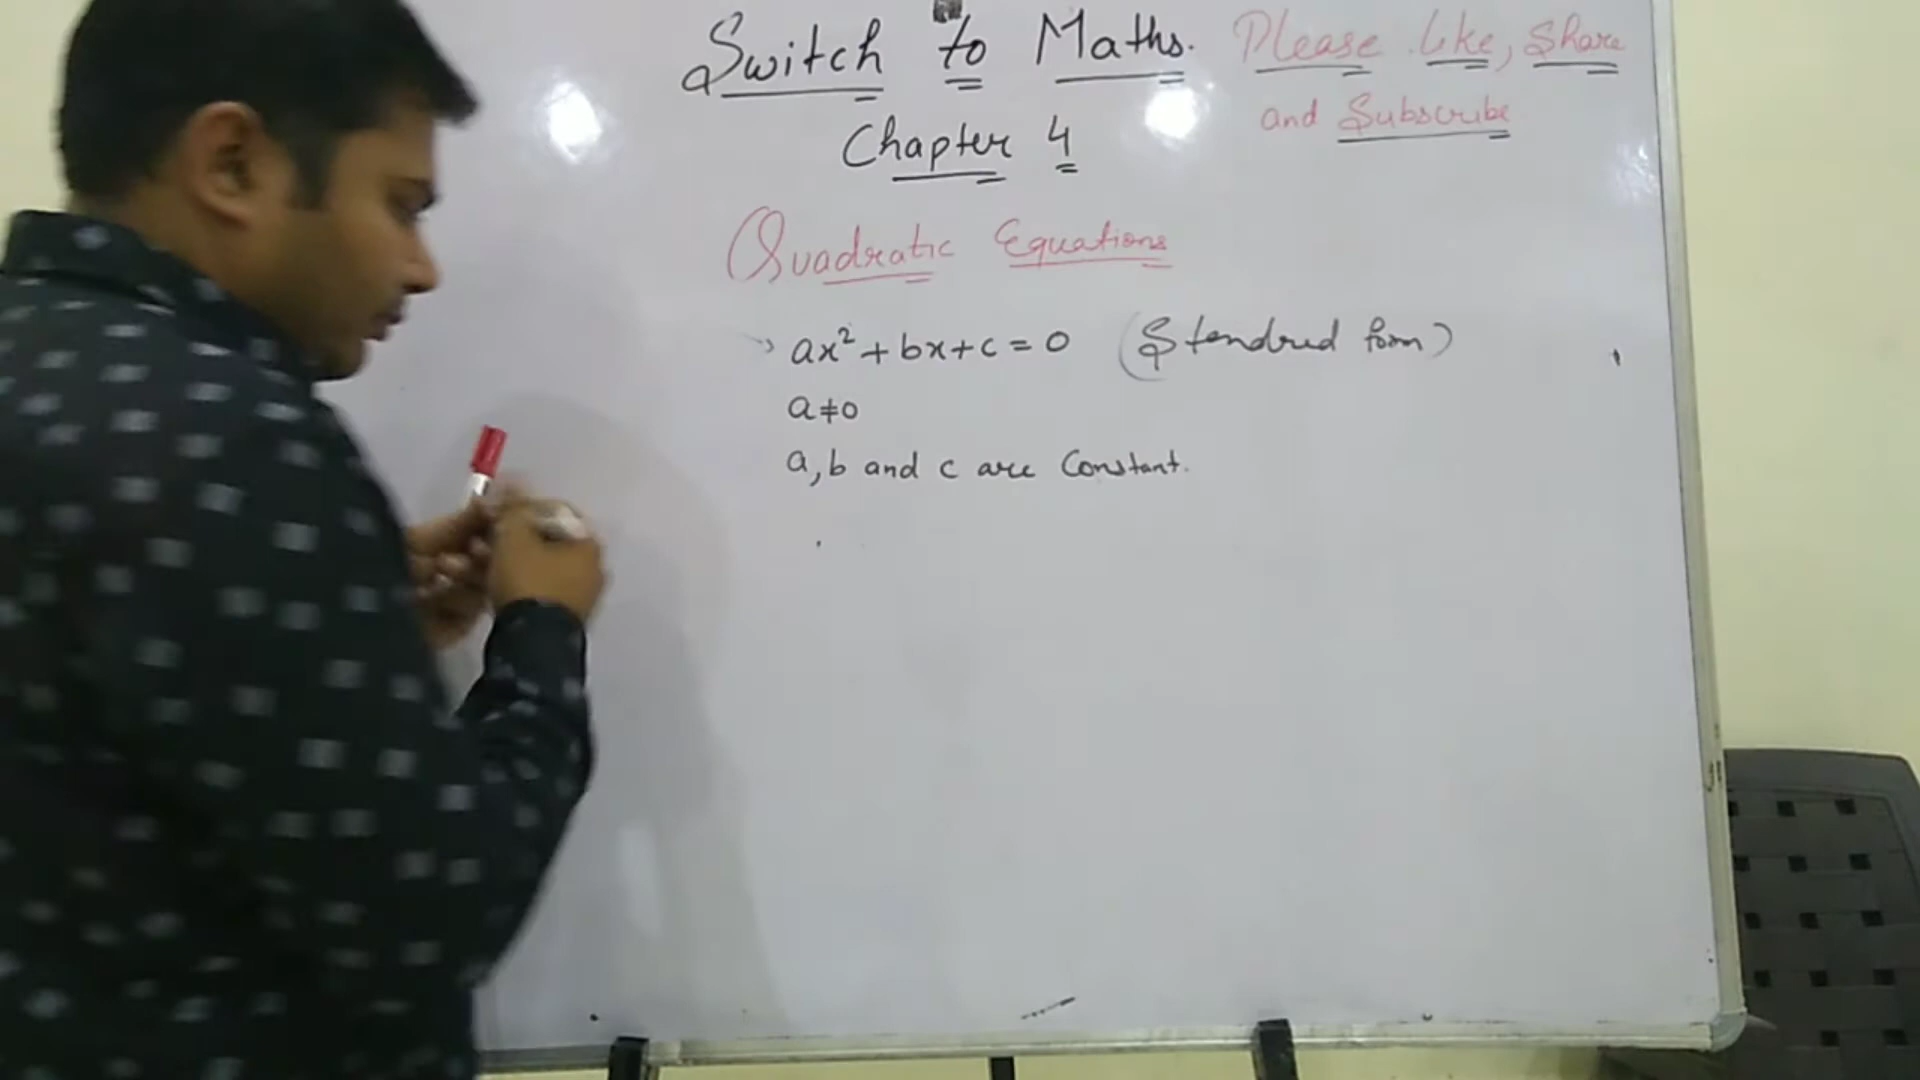 Switch to Maths.
Please like, Share
and Subscribe
Chapter 4
Quadratic Equations
ax² + bx + c = 0 (Stendred form)
a ≠ 0
a, b and c are Constant.